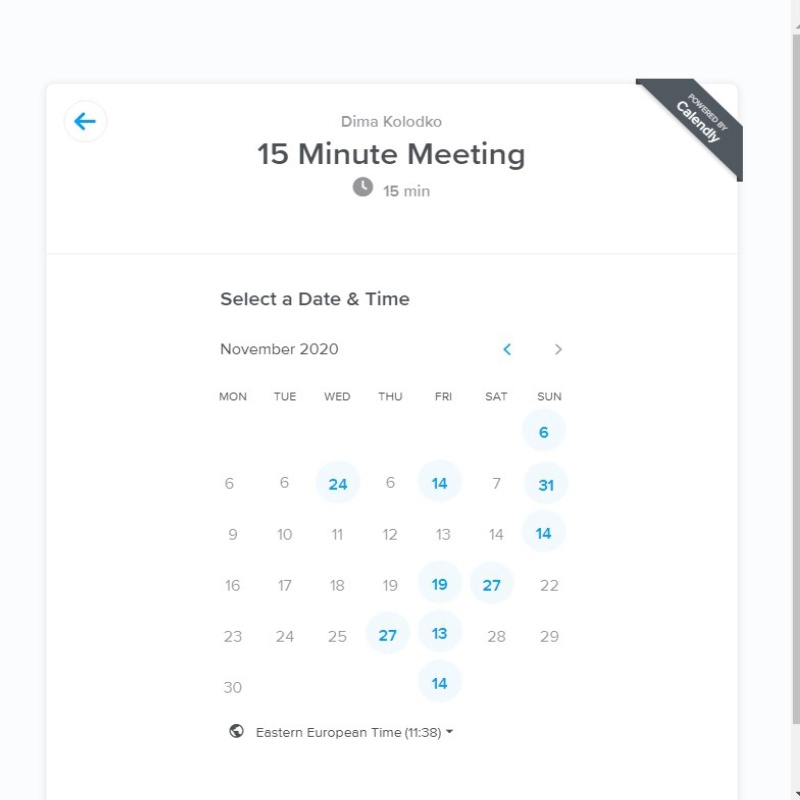 POWERED BY
Calendly
Dima Kolodko
15 Minute Meeting
15 min
Select a Date & Time
November 2020
MON TUE WED THU FRI SAT SUN
6
6 6 24 6 14 7 31
9 10 11 12 13 14 14
16 17 18 19 19 27 22
23 24 25 27 13 28 29
30 14
Eastern European Time (11:38)